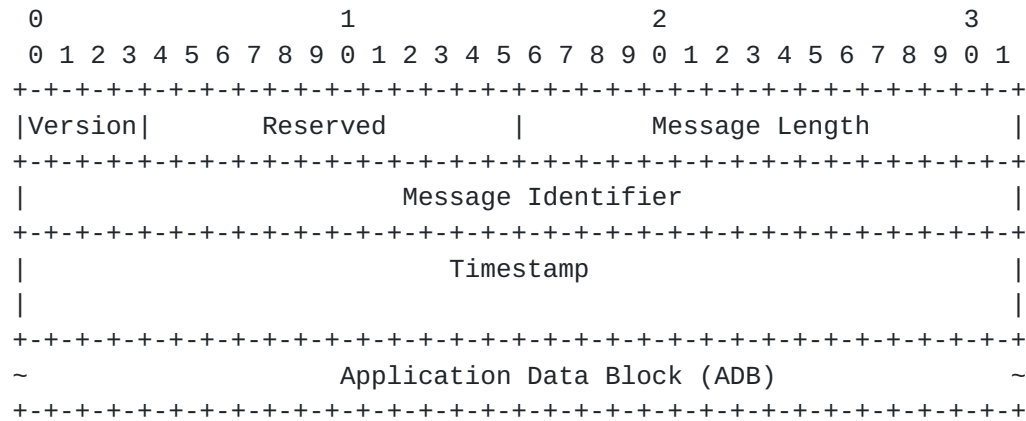 0                   1                   2                   3
 0 1 2 3 4 5 6 7 8 9 0 1 2 3 4 5 6 7 8 9 0 1 2 3 4 5 6 7 8 9 0 1
+-+-+-+-+-+-+-+-+-+-+-+-+-+-+-+-+-+-+-+-+-+-+-+-+-+-+-+-+-+-+-+-+
|Version|       Reserved        |        Message Length         |
+-+-+-+-+-+-+-+-+-+-+-+-+-+-+-+-+-+-+-+-+-+-+-+-+-+-+-+-+-+-+-+-+
|                        Message Identifier                     |
+-+-+-+-+-+-+-+-+-+-+-+-+-+-+-+-+-+-+-+-+-+-+-+-+-+-+-+-+-+-+-+-+
|                           Timestamp                           |
|                                                               |
+-+-+-+-+-+-+-+-+-+-+-+-+-+-+-+-+-+-+-+-+-+-+-+-+-+-+-+-+-+-+-+-+
~                    Application Data Block (ADB)               ~
+-+-+-+-+-+-+-+-+-+-+-+-+-+-+-+-+-+-+-+-+-+-+-+-+-+-+-+-+-+-+-+-+